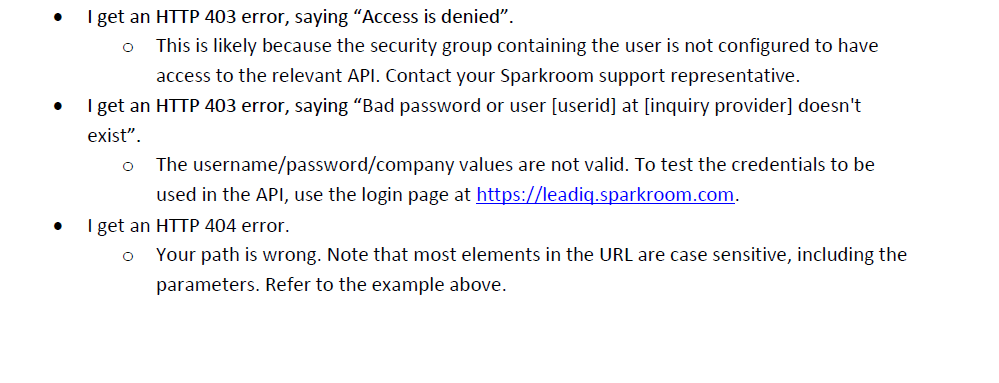 • I get an HTTP 403 error, saying “Access is denied”.
o This is likely because the security group containing the user is not configured to have
access to the relevant API. Contact your Sparkroom support representative.
• I get an HTTP 403 error, saying “Bad password or user [userid] at [inquiry provider] doesn't
exist”.
o The username/password/company values are not valid. To test the credentials to be
used in the API, use the login page at https://leadiq.sparkroom.com.
• I get an HTTP 404 error.
o Your path is wrong. Note that most elements in the URL are case sensitive, including the
parameters. Refer to the example above.